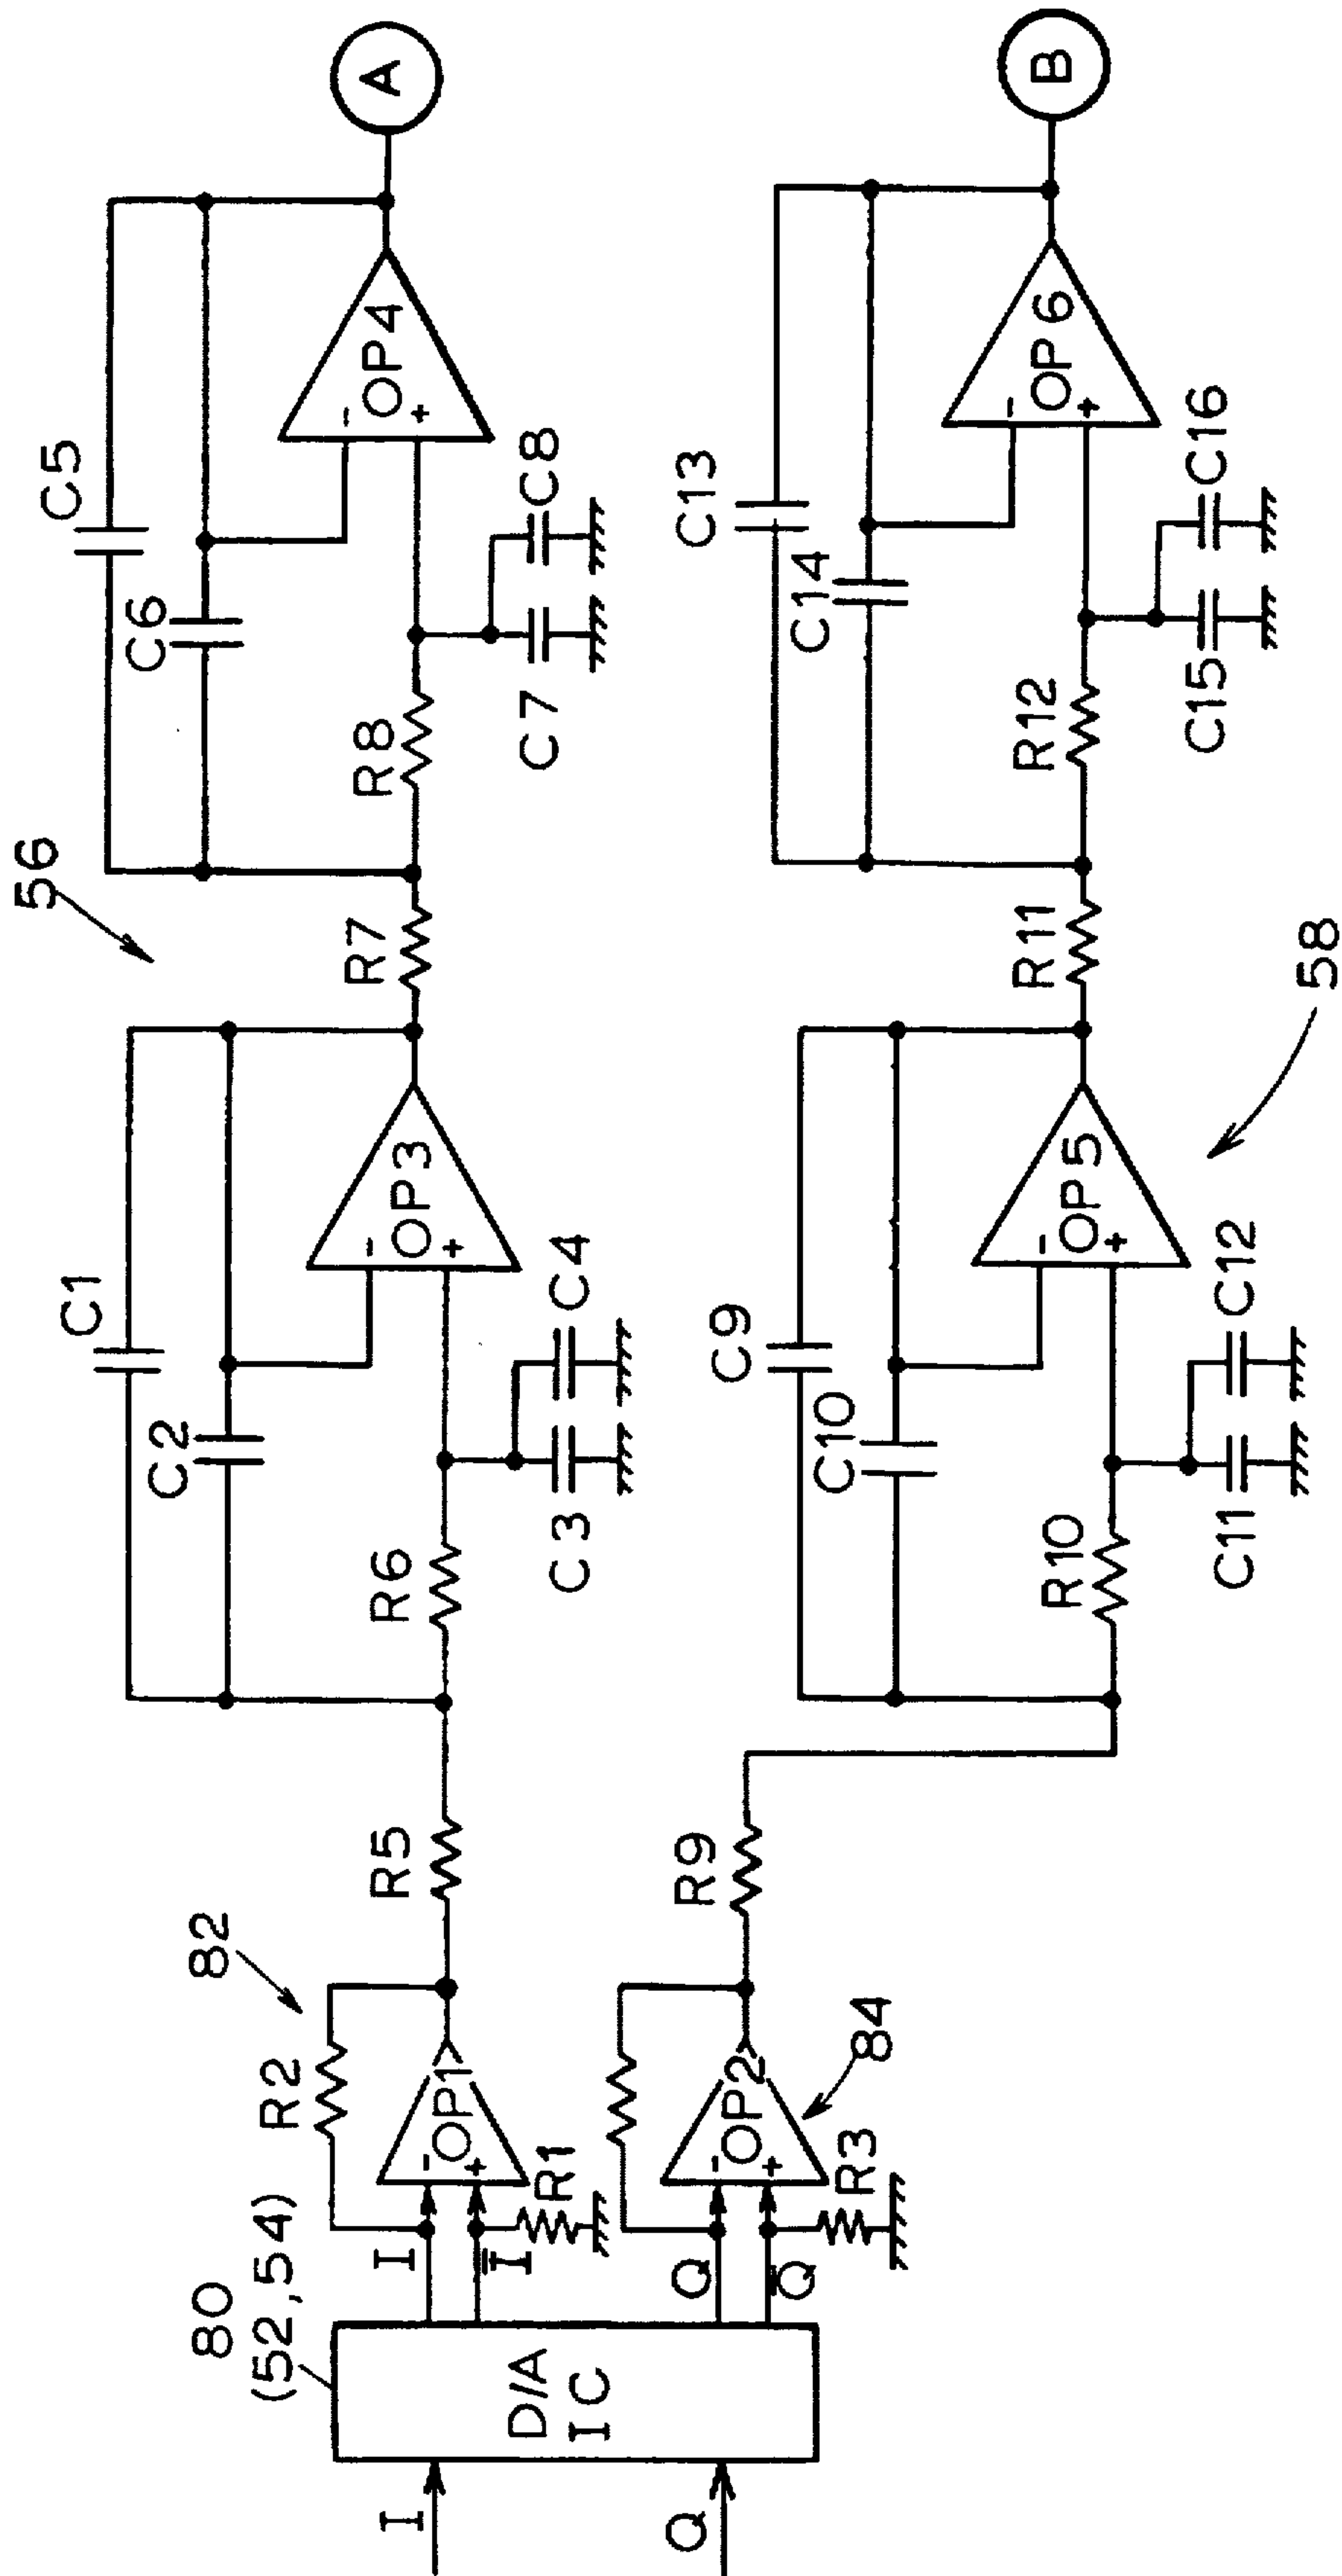 I
Q
80
(52,54)
D/A
IC
I
I̅
Q
Q̅
82
R2
OP1
-
+
R1
OP2
-
+
84
R3
R5
R9
C1
C2
R6
C3
C4
OP3
-
+
56
R7
C5
C6
R8
C7
C8
OP4
-
+
A
C9
C10
R10
C11
C12
OP5
-
+
58
R11
C13
C14
R12
C15
C16
OP6
-
+
B